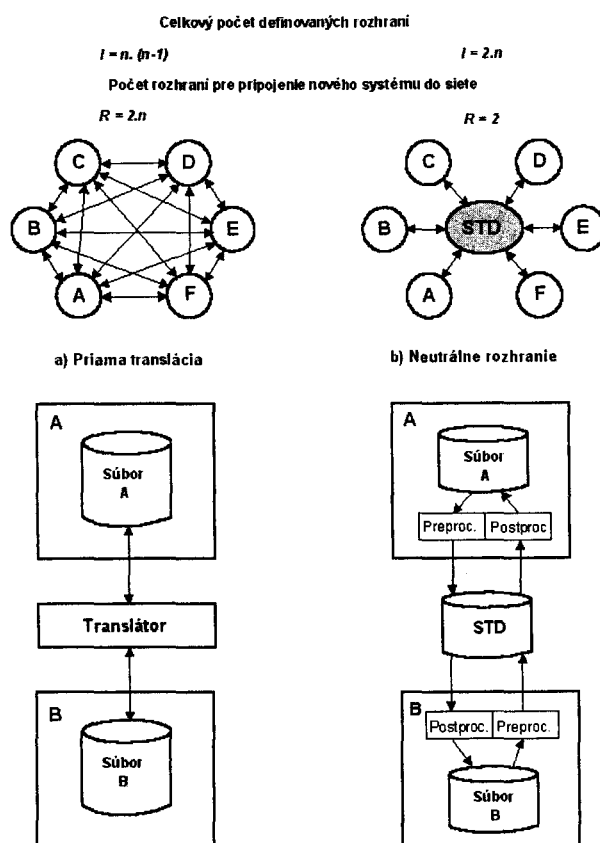 Celkový počet definovaných rozhraní
I = n. (n-1)
I = 2.n
Počet rozhraní pre pripojenie nového systému do siete
R = 2.n
R = 2
C
D
B
E
A
F
C
D
B
STD
E
A
F
a) Priama translácia
b) Neutrálne rozhranie
A
Súbor
A
Translátor
B
Súbor
B
A
Súbor
A
Preproc. Postproc.
STD
B
Postproc. Preproc.
Súbor
B